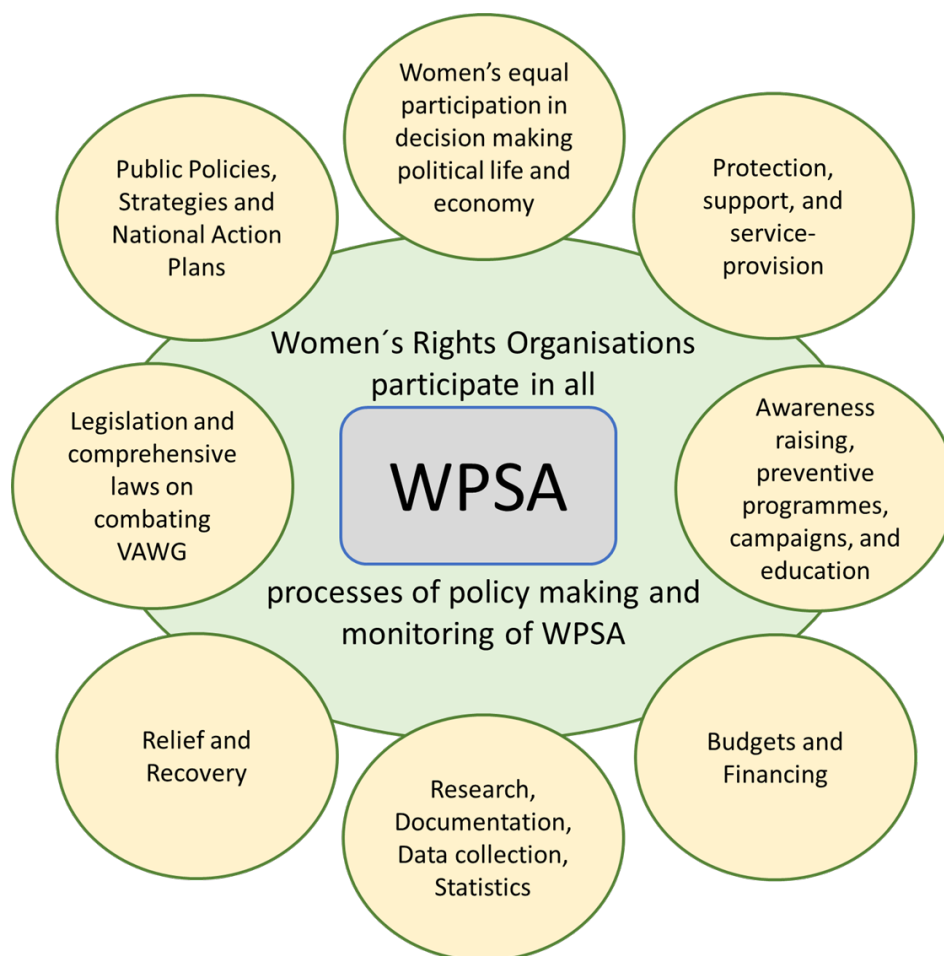 Women’s equal
participation in
decision making
political life and
economy
Protection,
support, and
service-
provision
Awareness
raising,
preventive
programmes,
campaigns, and
education
Budgets and
Financing
Research,
Documentation,
Data collection,
Statistics
Relief and
Recovery
Legislation and
comprehensive
laws on
combating
VAWG
Public Policies,
Strategies and
National Action
Plans
Women´s Rights Organisations
participate in all
WPSA
processes of policy making and
monitoring of WPSA